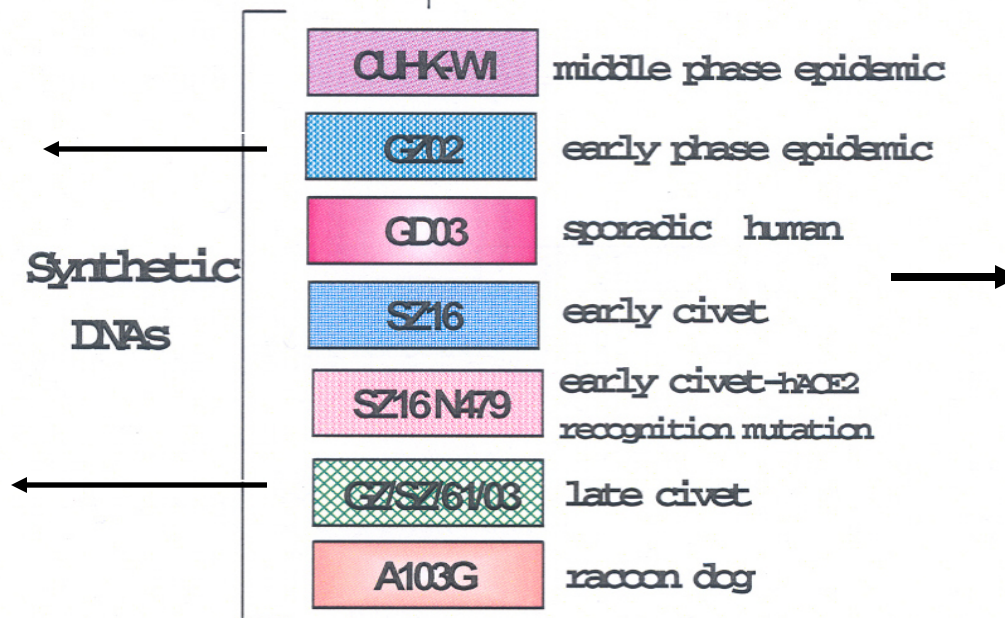 CUHK-W1 middle phase epidemic
GZ02 early phase epidemic
GD03 sporadic human
Synthetic
DNAs
SZ16 early civet
SZ16 N479 early civet-hACE2
recognition mutation
GZ/SZ/61/03 late civet
A103G racoon dog